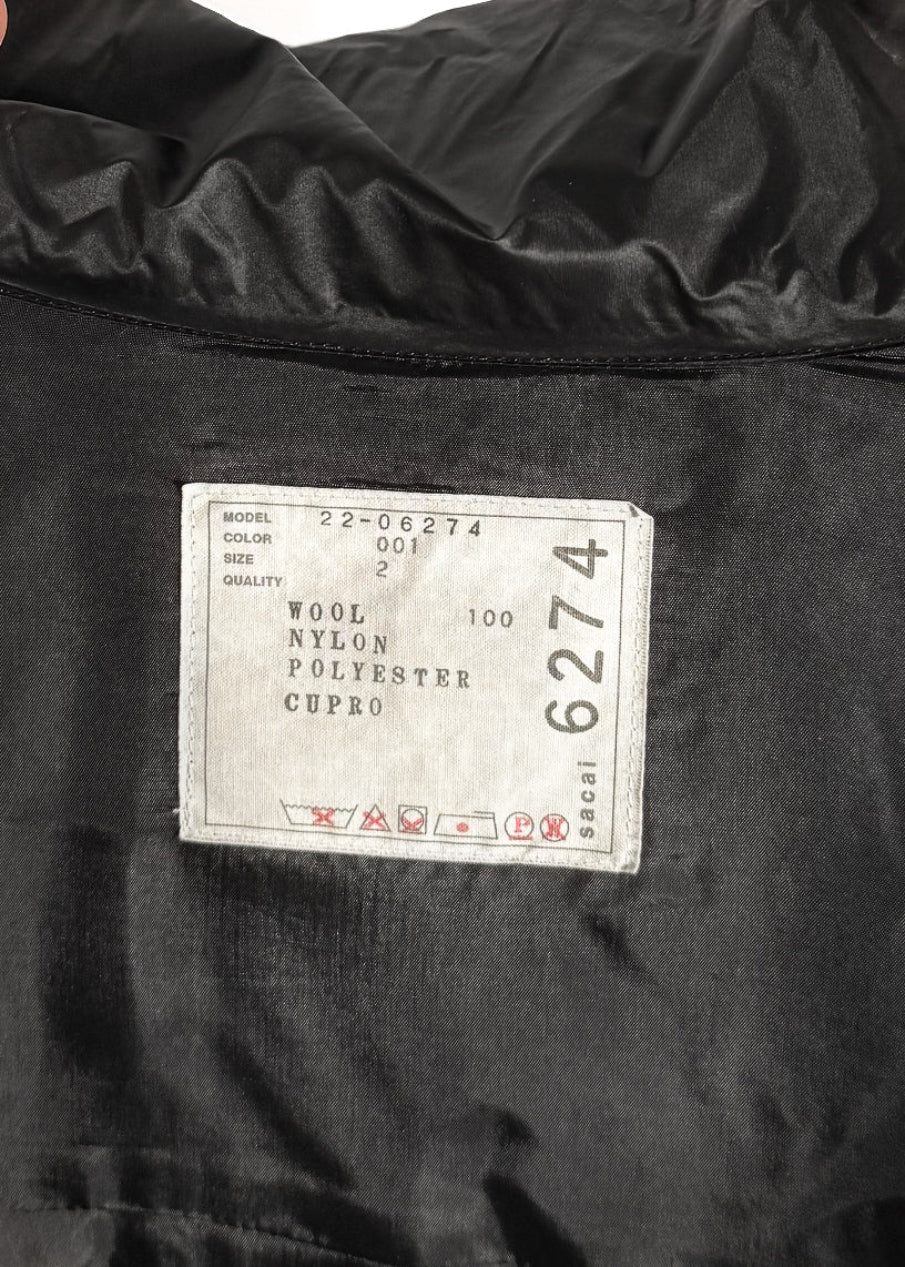 MODEL 22-06274
COLOR 001
SIZE 2
QUALITY
WOOL 100
NYLON
POLYESTER
CUPRO
P
W
sacai 6274